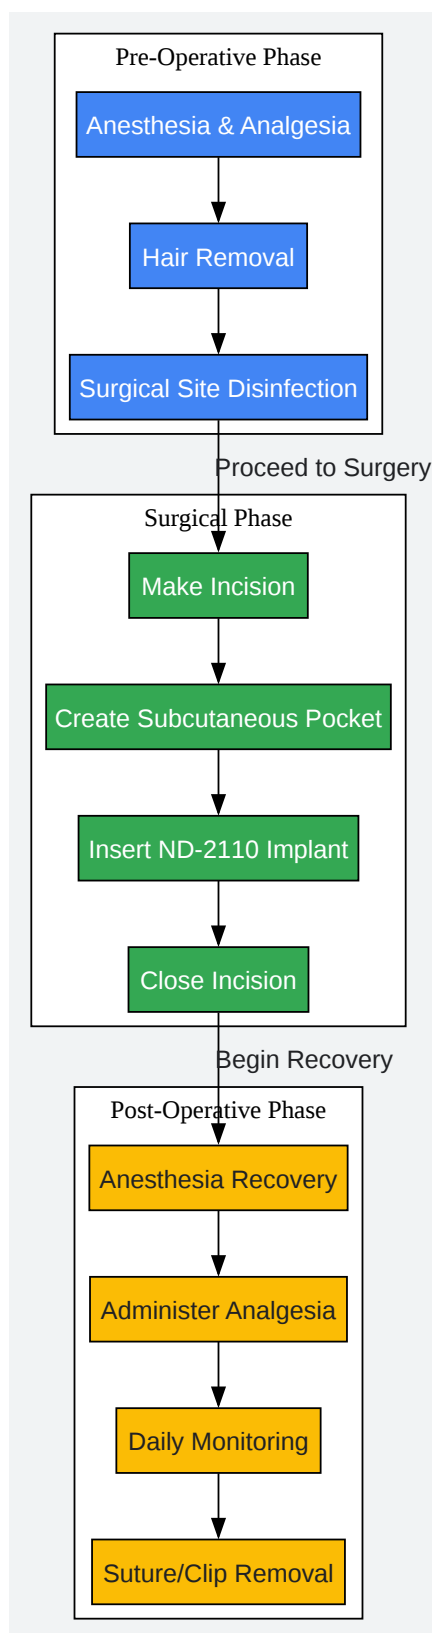 Pre-Operative Phase
Anesthesia & Analgesia
Hair Removal
Surgical Site Disinfection
Proceed to Surgery
Surgical Phase
Make Incision
Create Subcutaneous Pocket
Insert ND-2110 Implant
Close Incision
Begin Recovery
Post-Operative Phase
Anesthesia Recovery
Administer Analgesia
Daily Monitoring
Suture/Clip Removal